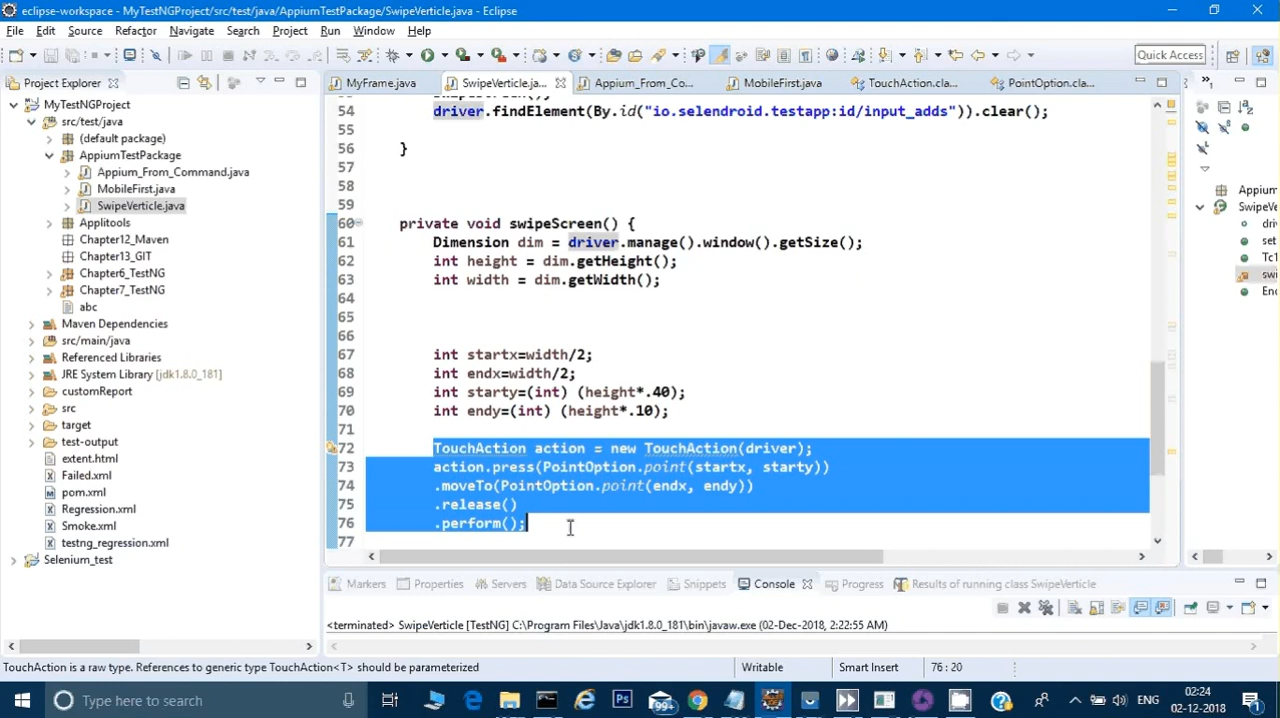 eclipse-workspace - MyTestNGProject/src/test/java/AppiumTestPackage/SwipeVerticle.java - Eclipse
File Edit Source Refactor Navigate Search Project Run Window Help
Quick Access
Project Explorer
MyFrame.java
SwipeVerticle.ja...
Appium_From_Co...
MobileFirst.java
TouchAction.cla...
PointOption.cla...
MyTestNGProject
src/test/java
(default package)
AppiumTestPackage
Appium_From_Command.java
MobileFirst.java
SwipeVerticle.java
Applitools
Chapter12_Maven
Chapter13_GIT
Chapter6_TestNG
Chapter7_TestNG
abc
Maven Dependencies
src/main/java
Referenced Libraries
JRE System Library [jdk1.8.0_181]
customReport
src
target
test-output
extent.html
Failed.xml
pom.xml
Regression.xml
Smoke.xml
testng_regression.xml
Selenium_test
54 driver.findElement(By.id("io.selendroid.testapp:id/input_adds")).clear();
55
56 }
57
58
59
60 private void swipeScreen() {
61 Dimension dim = driver.manage().window().getSize();
62 int height = dim.getHeight();
63 int width = dim.getWidth();
64
65
66
67 int startx=width/2;
68 int endx=width/2;
69 int starty=(int) (height*.40);
70 int endy=(int) (height*.10);
71
72 TouchAction action = new TouchAction(driver);
73 action.press(PointOption.point(startx, starty))
74 .moveTo(PointOption.point(endx, endy))
75 .release()
76 .perform();
77
Appium
SwipeVe
dri
set
Tc1
swi
End
Markers Properties Servers Data Source Explorer Snippets Console Progress Results of running class SwipeVerticle
<terminated> SwipeVerticle [TestNG] C:\Program Files\Java\jdk1.8.0_181\bin\javaw.exe (02-Dec-2018, 2:22:55 AM)
TouchAction is a raw type. References to generic type TouchAction<T> should be parameterized
Writable
Smart Insert
76 : 20
Type here to search
99+
ENG
02:24
02-12-2018